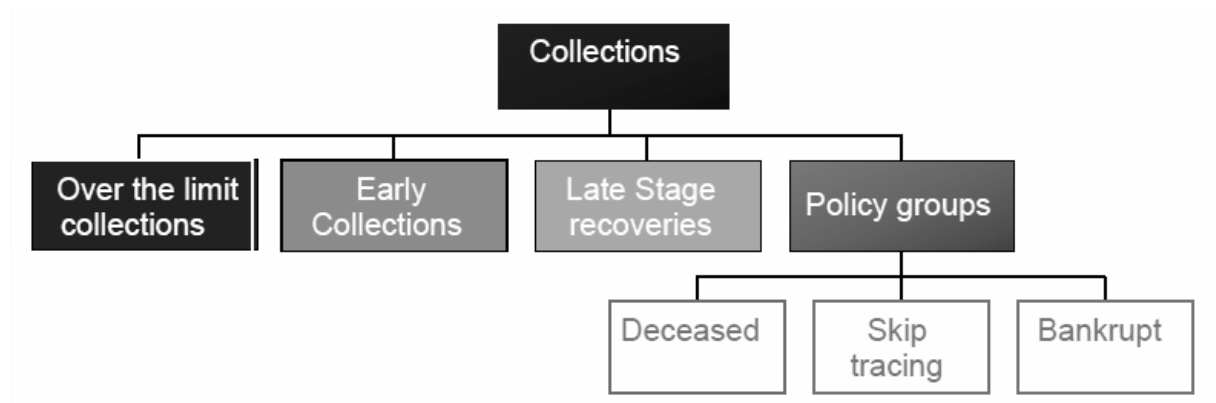 Collections
Over the limit
collections
Early
Collections
Late Stage
recoveries
Policy groups
Deceased
Skip
tracing
Bankrupt